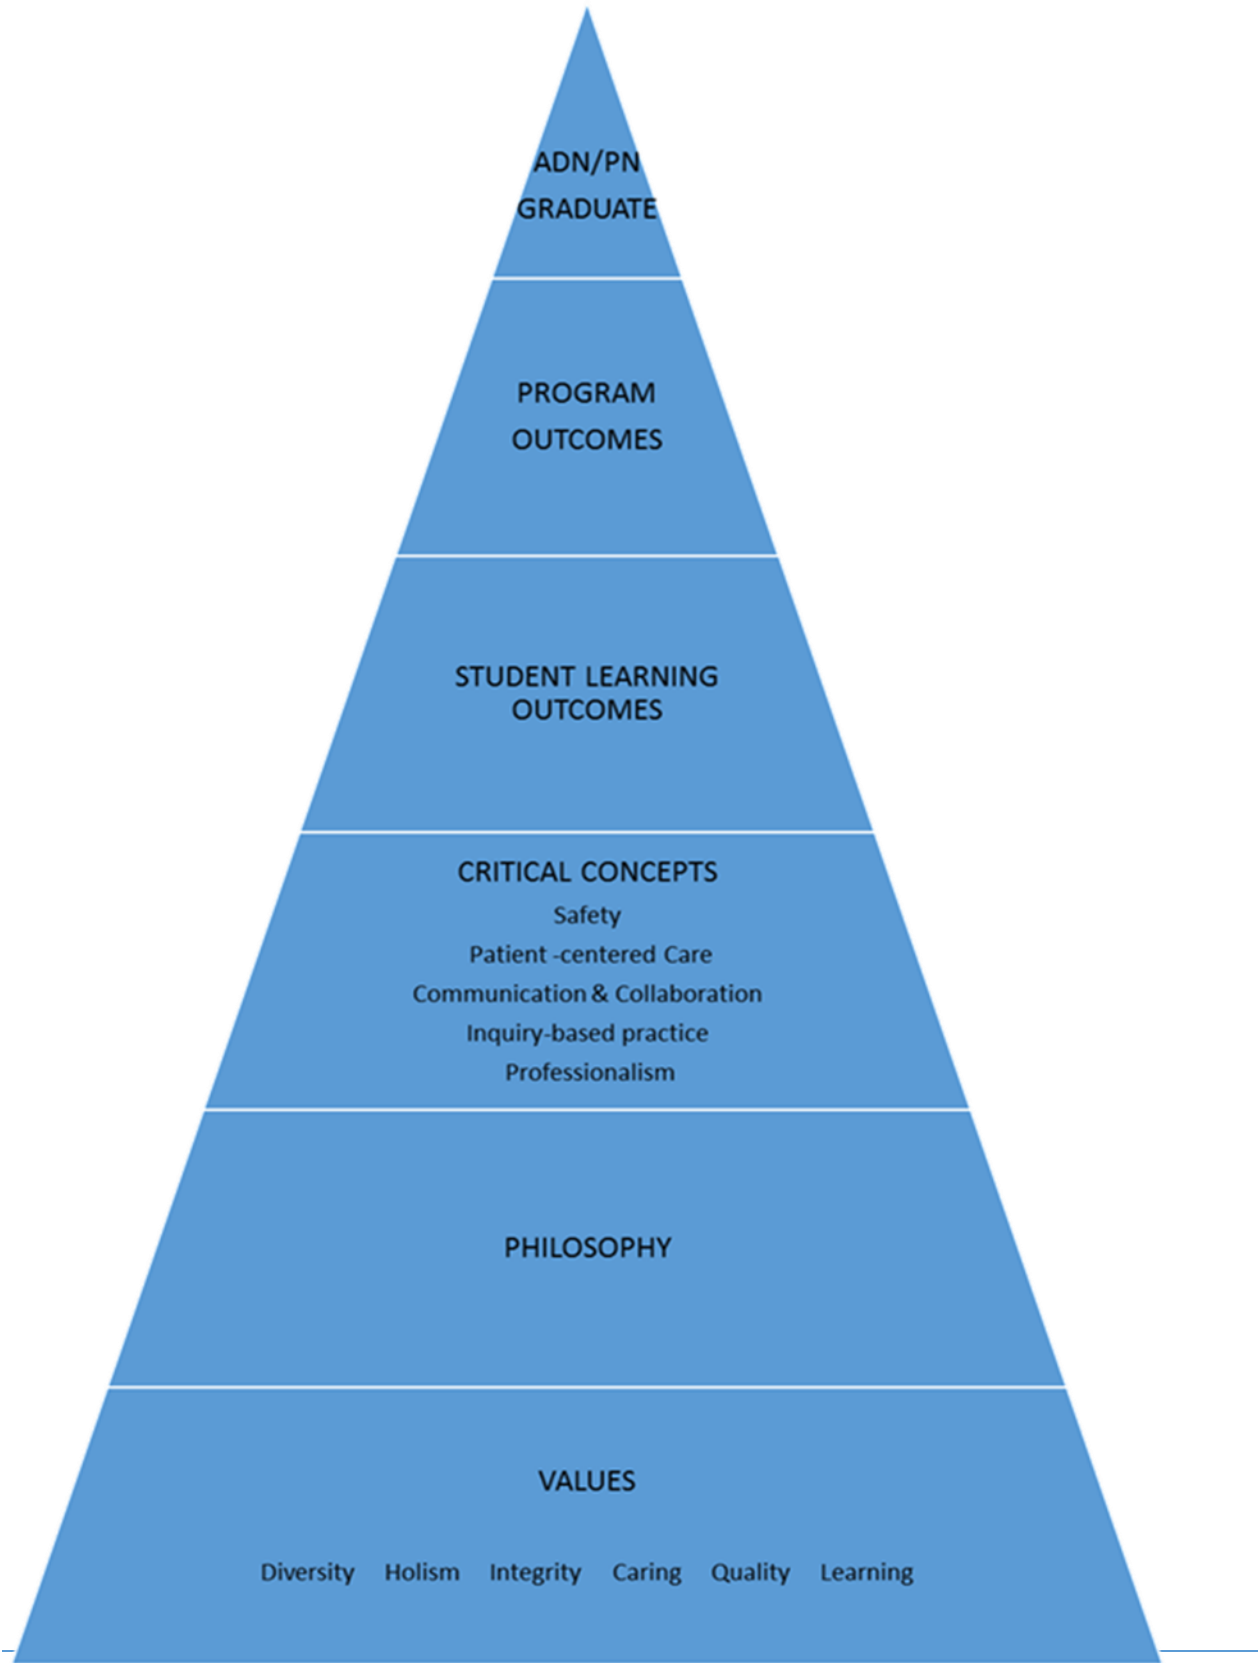 ADN/PN
GRADUATE
PROGRAM
OUTCOMES
STUDENT LEARNING
OUTCOMES
CRITICAL CONCEPTS
Safety
Patient -centered Care
Communication & Collaboration
Inquiry-based practice
Professionalism
PHILOSOPHY
VALUES
Diversity Holism Integrity Caring Quality Learning